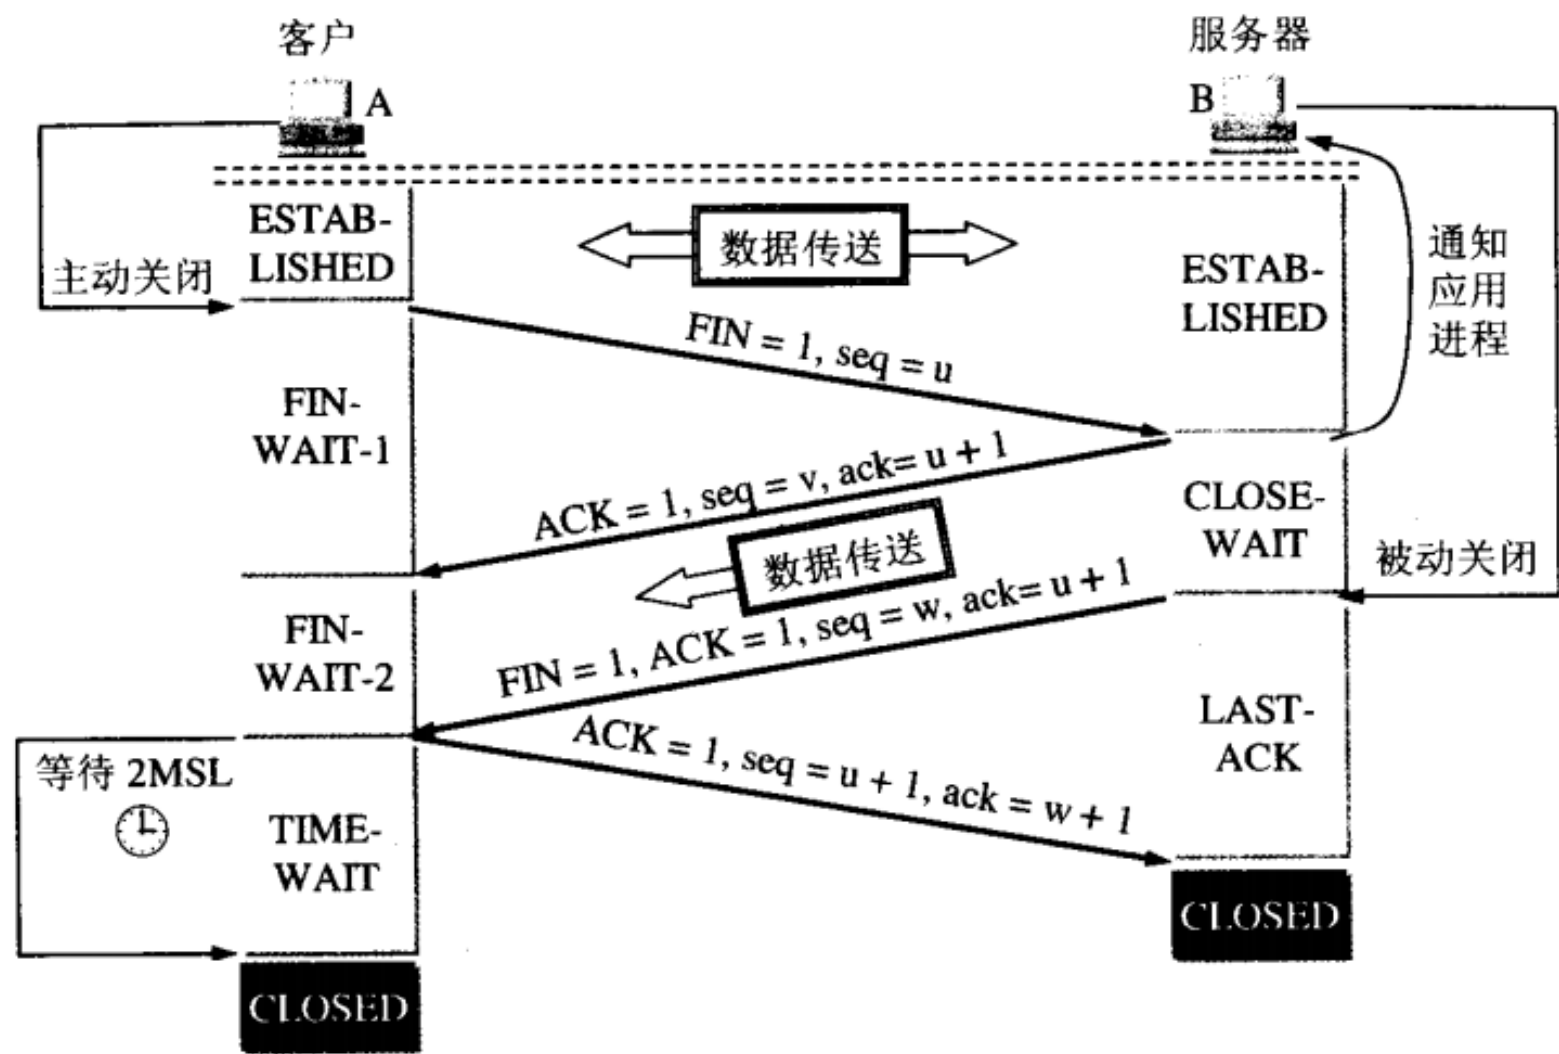 客户
服务器
A
B
ESTAB-
LISHED
数据传送
ESTAB-
LISHED
通知
应用
进程
主动关闭
FIN = 1, seq = u
FIN-
WAIT-1
ACK = 1, seq = v, ack= u + 1
CLOSE-
WAIT
数据传送
被动关闭
FIN = 1, ACK = 1, seq = w, ack= u + 1
FIN-
WAIT-2
LAST-
ACK
ACK = 1, seq = u + 1, ack = w + 1
等待 2MSL
TIME-
WAIT
CLOSED
CLOSED